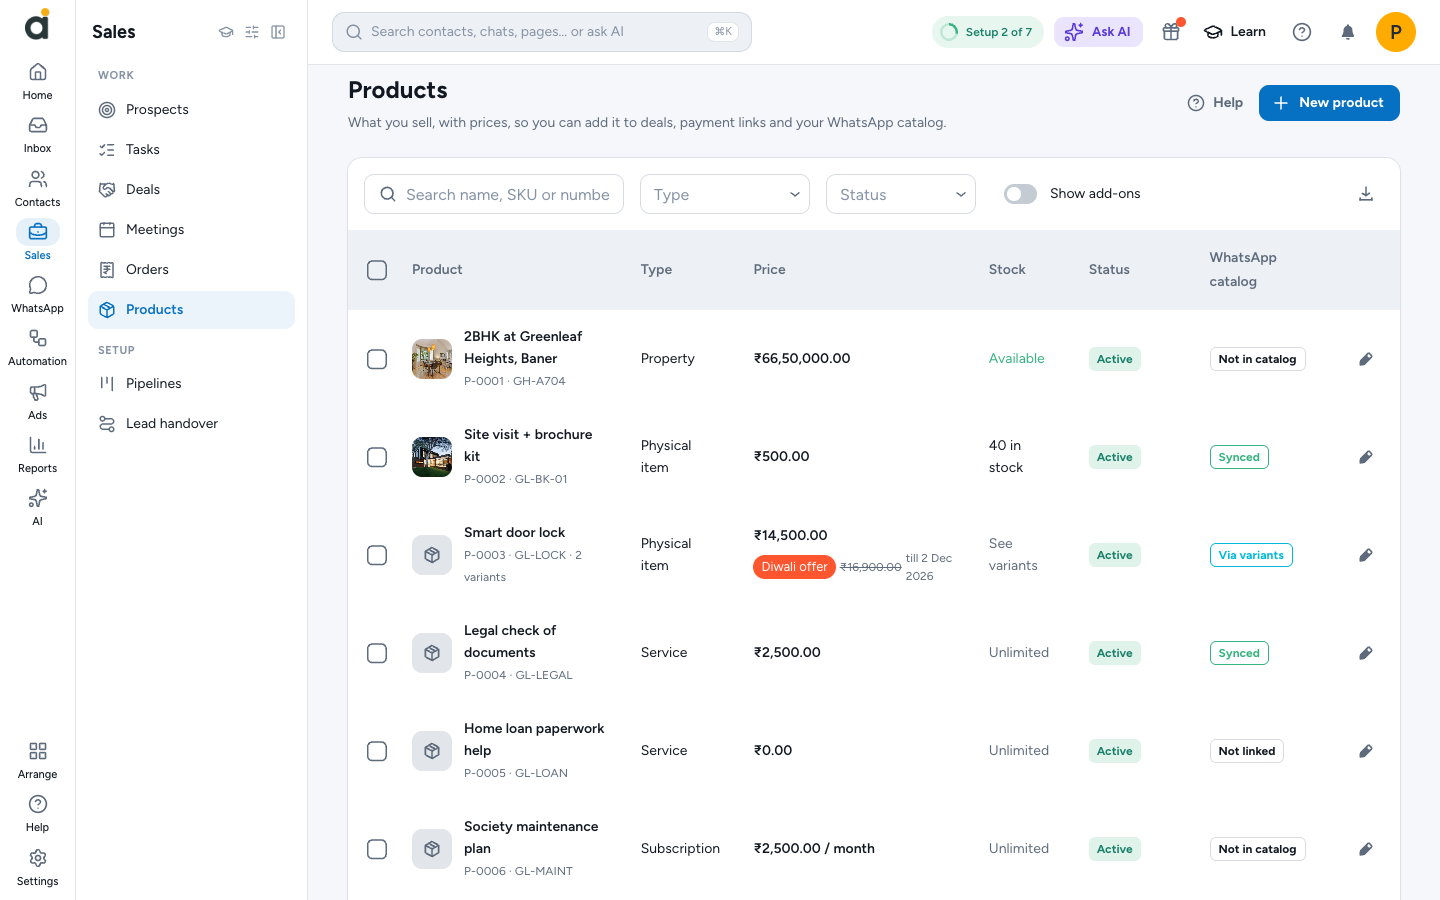 Search contacts, chats, pages... or ask AI
⌘K
Setup 2 of 7
Ask AI
Learn
P
Home
Inbox
Contacts
Sales
WhatsApp
Automation
Ads
Reports
AI
Arrange
Help
Settings
Sales
WORK
Prospects
Tasks
Deals
Meetings
Orders
Products
SETUP
Pipelines
Lead handover
Products
What you sell, with prices, so you can add it to deals, payment links and your WhatsApp catalog.
Help
New product
Search name, SKU or numbe
Type
Status
Show add-ons
Product Type Price Stock Status WhatsApp catalog
2BHK at Greenleaf Heights, Baner
P-0001 · GH-A704
Property
₹66,50,000.00
Available
Active
Not in catalog
Site visit + brochure kit
P-0002 · GL-BK-01
Physical item
₹500.00
40 in stock
Active
Synced
Smart door lock
P-0003 · GL-LOCK · 2 variants
Physical item
₹14,500.00
Diwali offer ₹16,900.00 till 2 Dec 2026
See variants
Active
Via variants
Legal check of documents
P-0004 · GL-LEGAL
Service
₹2,500.00
Unlimited
Active
Synced
Home loan paperwork help
P-0005 · GL-LOAN
Service
₹0.00
Unlimited
Active
Not linked
Society maintenance plan
P-0006 · GL-MAINT
Subscription
₹2,500.00 / month
Unlimited
Active
Not in catalog